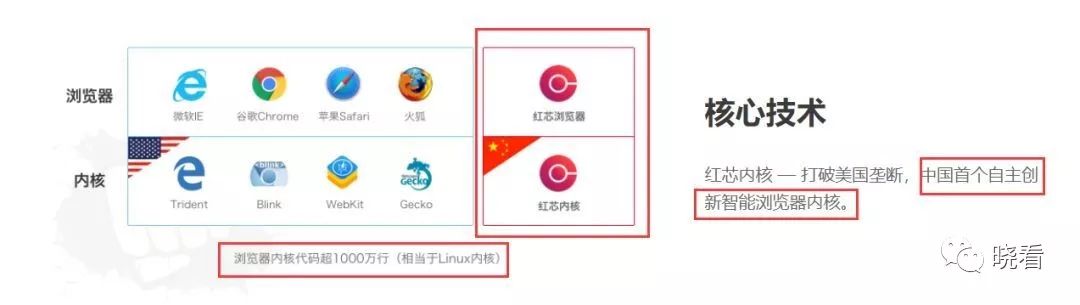 浏览器
微软IE
谷歌Chrome
苹果Safari
火狐
红芯浏览器
内核
Trident
blink
Blink
WebKit
Gecko
Gecko
红芯内核
浏览器内核代码超1000万行（相当于Linux内核）
核心技术
红芯内核 — 打破美国垄断，中国首个自主创
新智能浏览器内核。
晓看